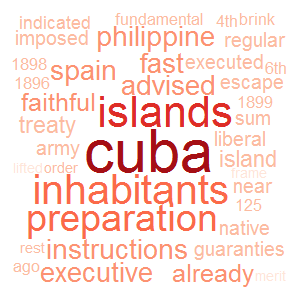 indicated fundamental 4th brink
imposed philippine regular
1898 spain fast executed 6th
1896 advised escape
faithful islands 1899
treaty sum
army cuba liberal
lifted order island
frame
inhabitants near
125
preparation native
rest instructions guaranties
ago executive already merit